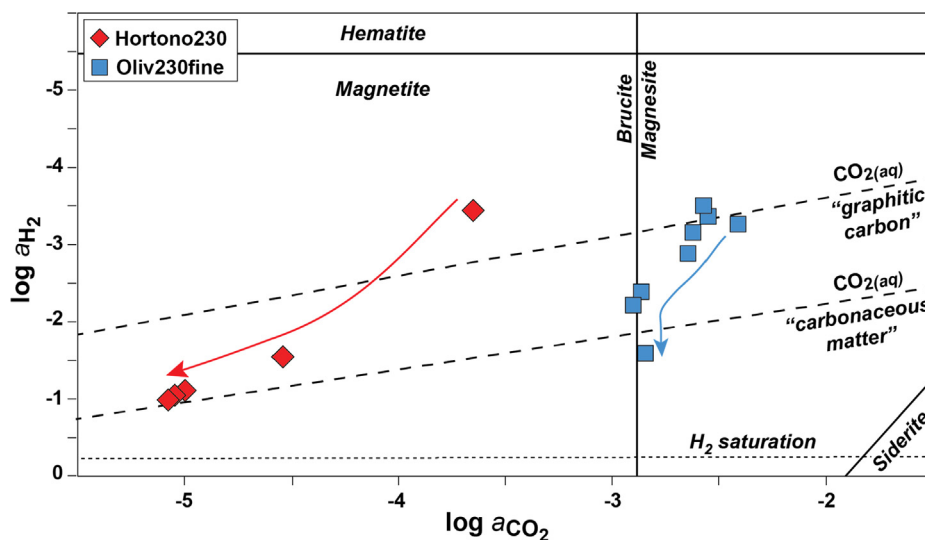 Hortono230
Oliv230fine
Hematite
Magnetite
Brucite
Magnesite
CO2(aq)
“graphitic
carbon”
CO2(aq)
“carbonaceous
matter”
H2 saturation
Siderite
log aH2
-5
-4
-3
-2
-1
0
-5
-4
-3
-2
log aCO2